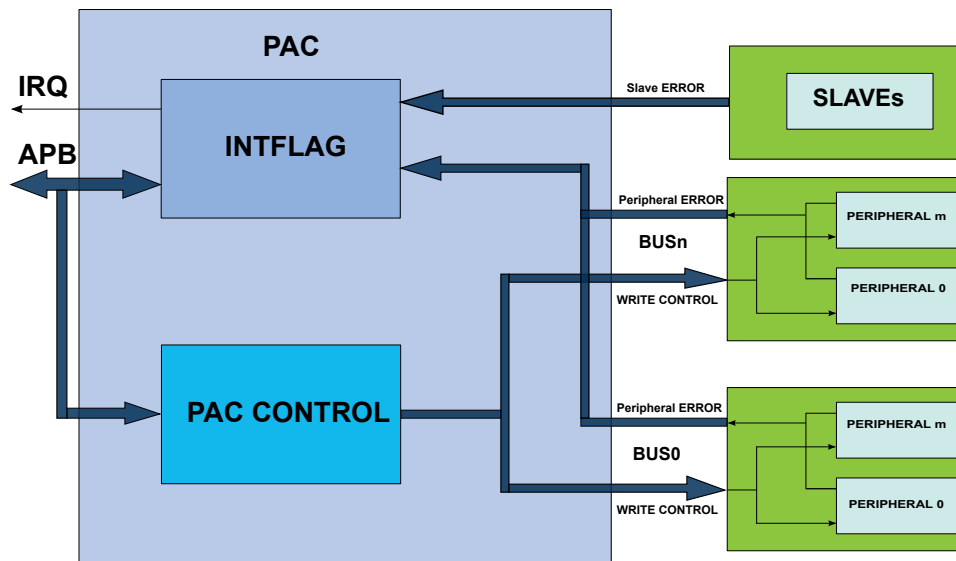 PAC
IRQ
APB
INTFLAG
PAC CONTROL
Slave ERROR
SLAVEs
Peripheral ERROR
BUSn
WRITE CONTROL
PERIPHERAL m
PERIPHERAL 0
Peripheral ERROR
BUS0
WRITE CONTROL
PERIPHERAL m
PERIPHERAL 0